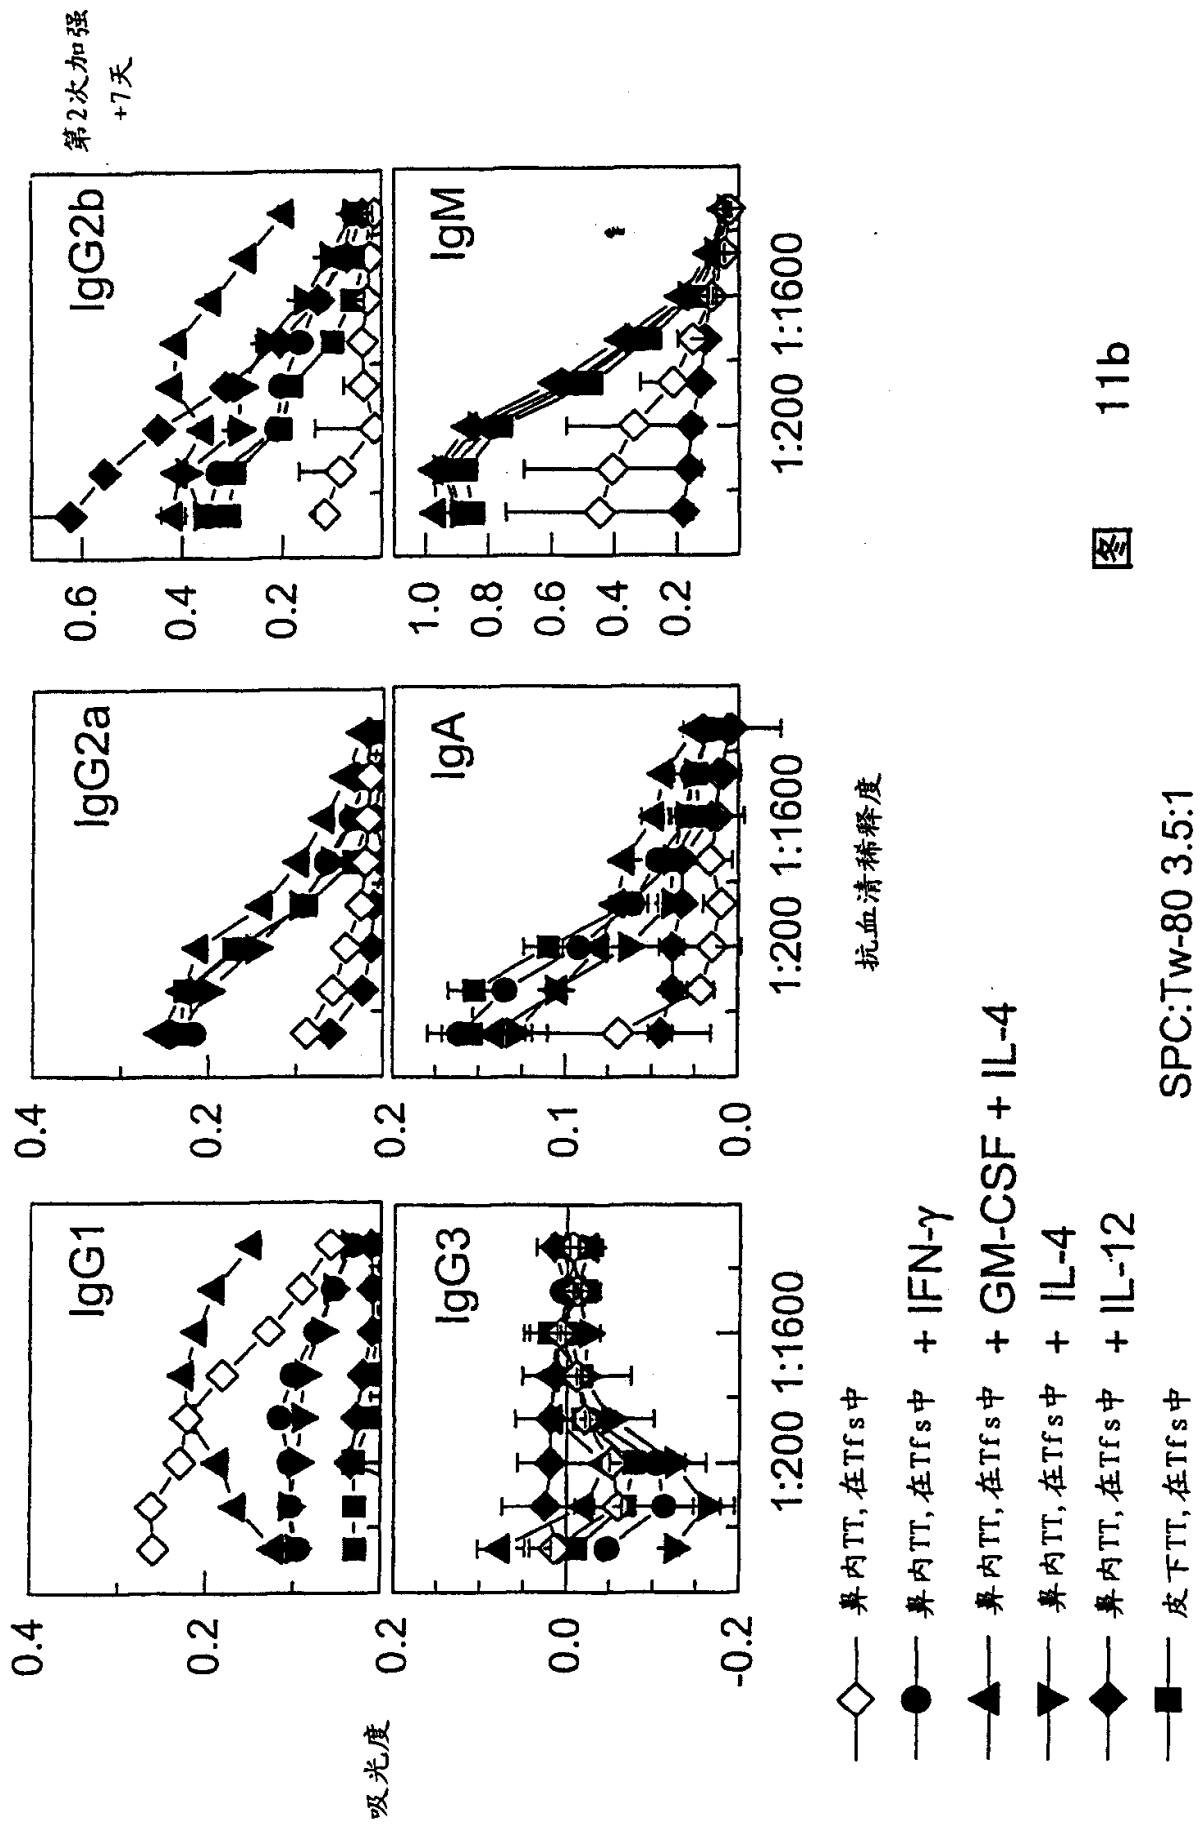 第2次加强
+7天
吸光度
0.4
0.2
IgG1
0.4
0.2
IgG2a
0.6
0.4
0.2
IgG2b
0.0
-0.2
IgG3
0.2
0.1
0.0
IgA
1.0
0.8
0.6
0.4
0.2
IgM
1:200 1:1600
1:200 1:1600
1:200 1:1600
抗血清稀释度
鼻内TT,在Tfs中
鼻内TT,在Tfs中 + IFN-γ
鼻内TT,在Tfs中 + GM-CSF + IL-4
鼻内TT,在Tfs中 + IL-4
鼻内TT,在Tfs中 + IL-12
皮下TT,在Tfs中
SPC:Tw-80 3.5:1
图 11b